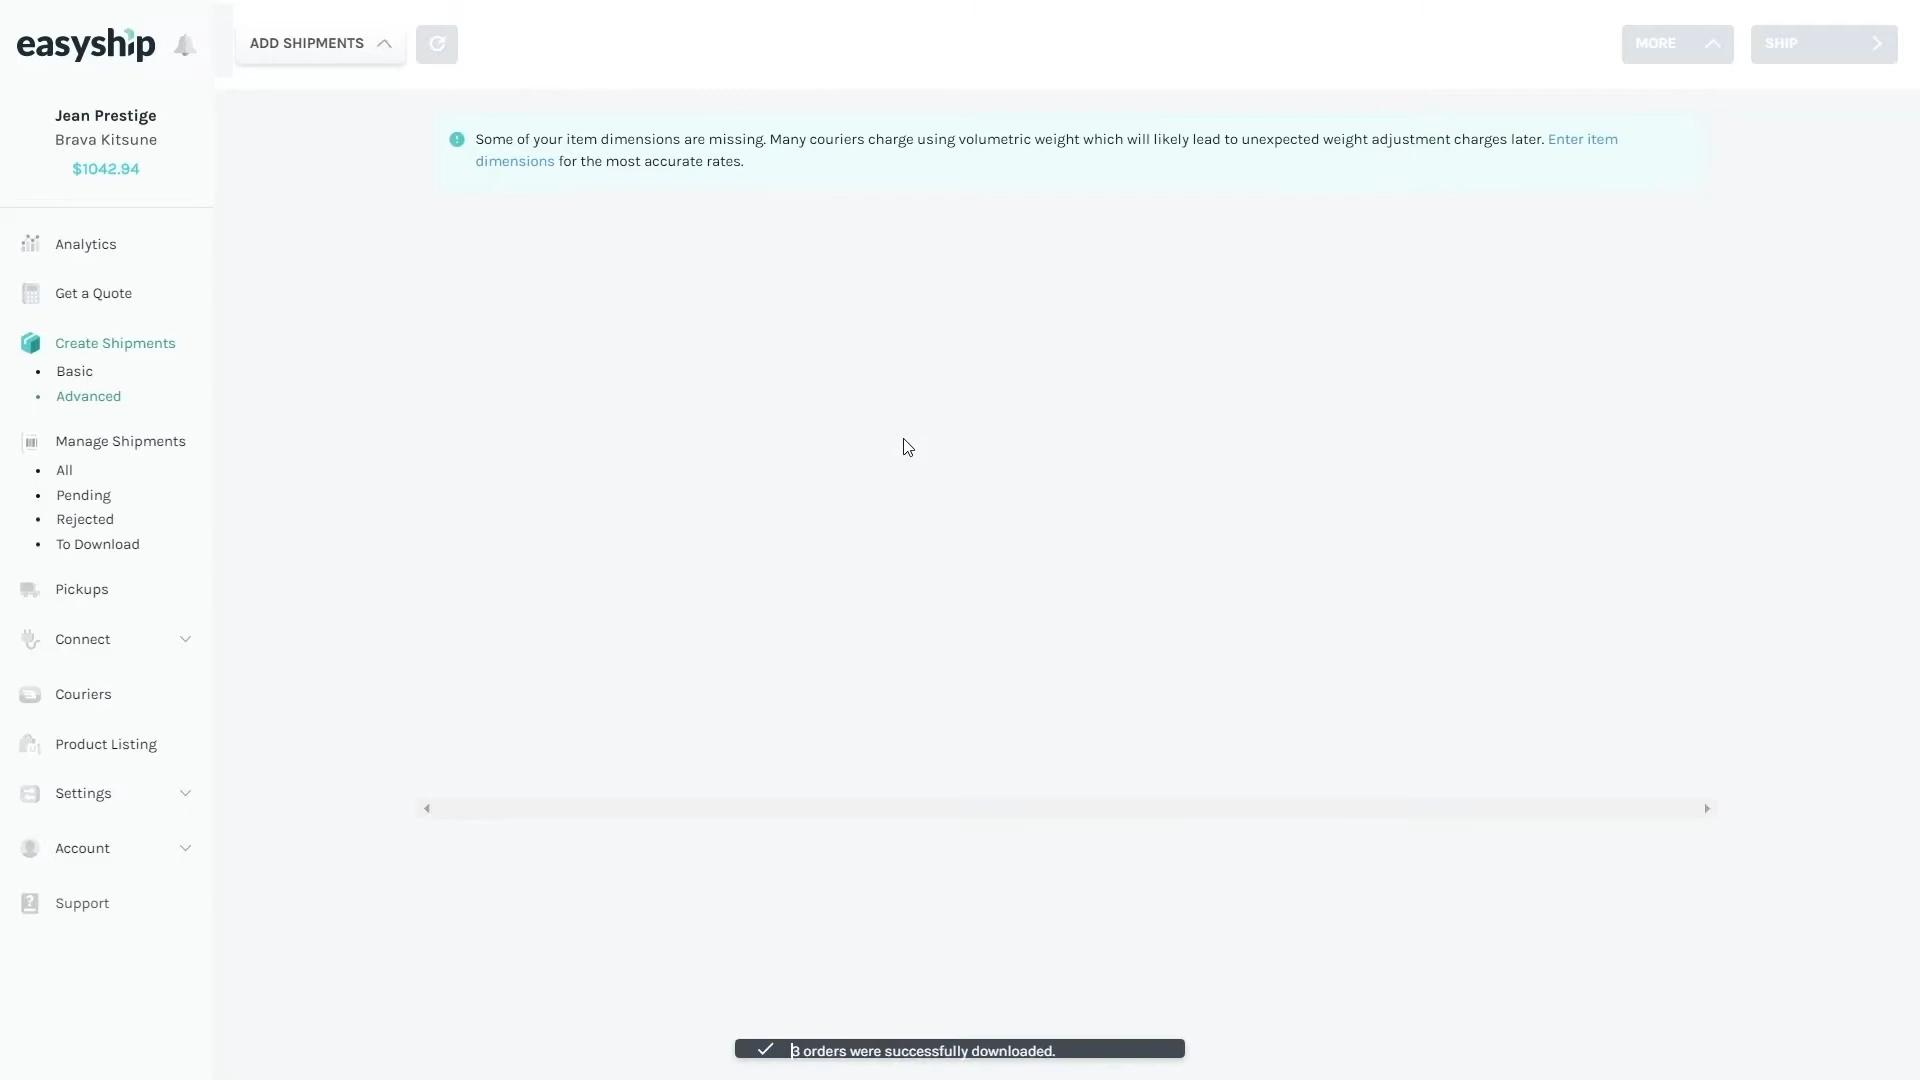 easyship
ADD SHIPMENTS
MORE
SHIP
Jean Prestige
Brava Kitsune
$1042.94
Some of your item dimensions are missing. Many couriers charge using volumetric weight which will likely lead to unexpected weight adjustment charges later. Enter item
dimensions for the most accurate rates.
Analytics
Get a Quote
Create Shipments
Basic
Advanced
Manage Shipments
All
Pending
Rejected
To Download
Pickups
Connect
Couriers
Product Listing
Settings
Account
Support
3 orders were successfully downloaded.